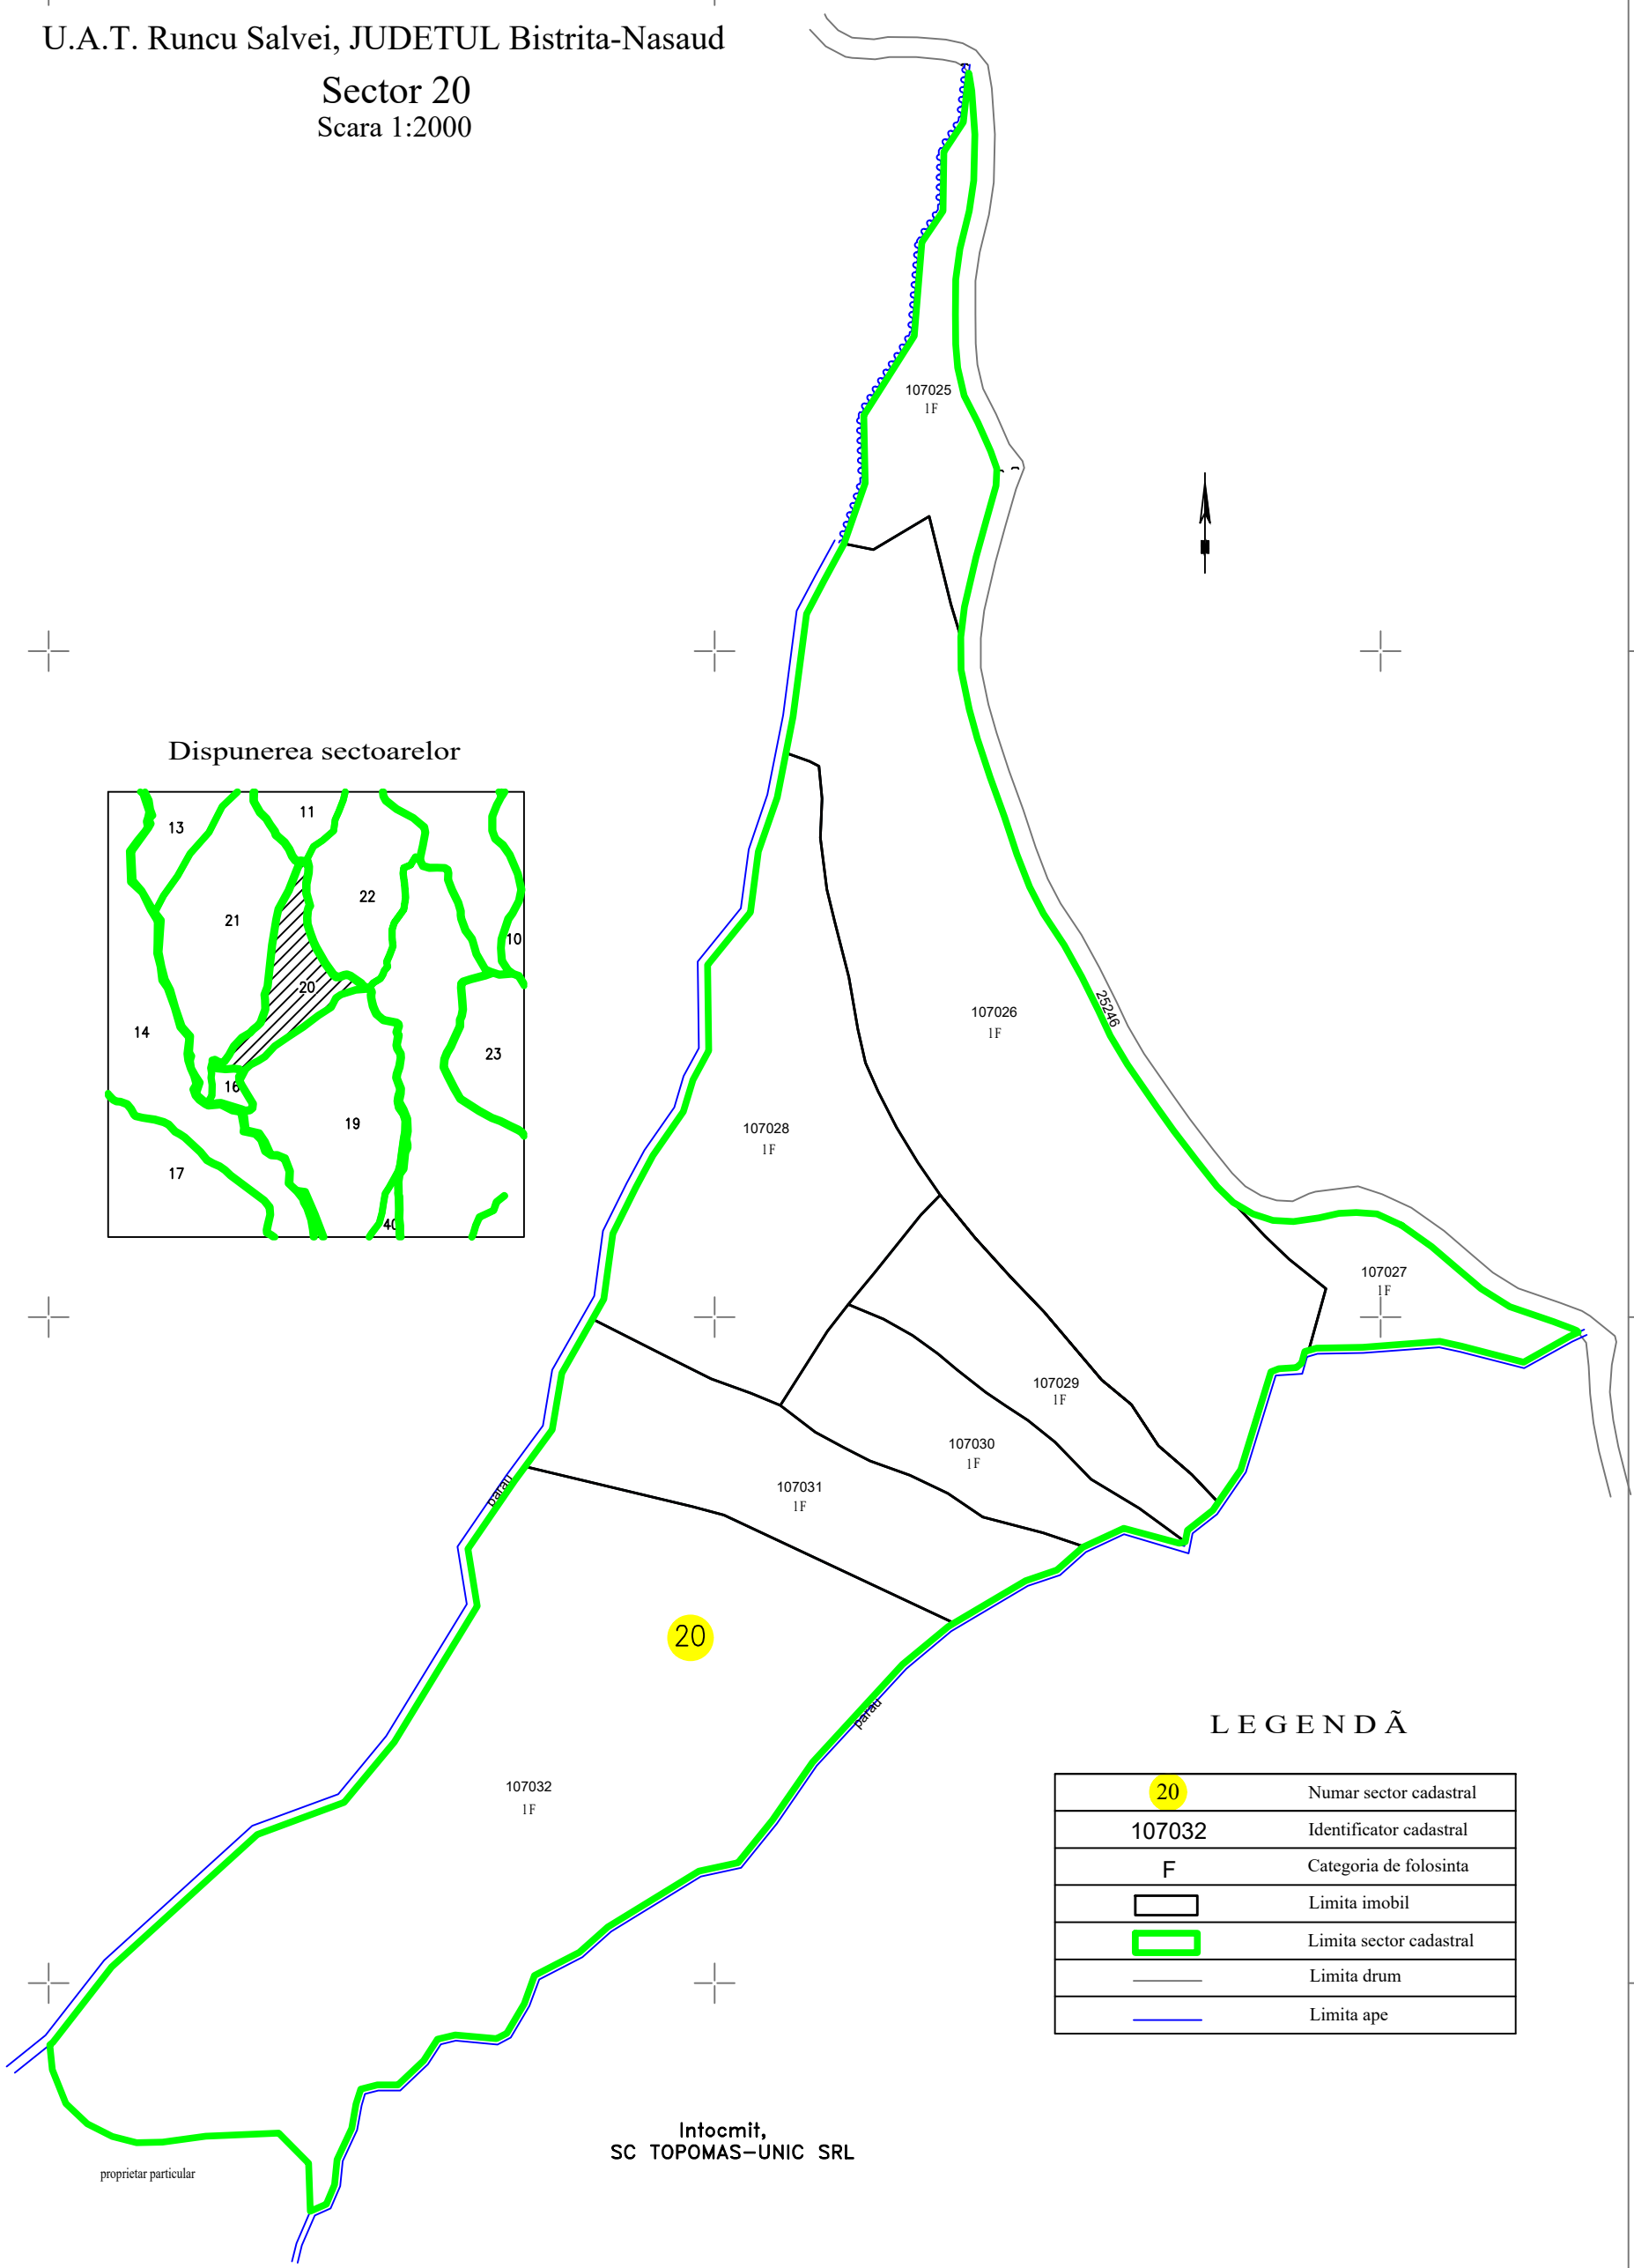 U.A.T. Runcu Salvei, JUDETUL Bistrita-Nasaud
Sector 20
Scara 1:2000
107025
1F
Dispunerea sectoarelor
11
13
22
21
10
20
14
23
16
19
17
40
107026
1F
25246
107028
1F
107027
1F
107029
1F
107030
1F
107031
1F
parau
20
parau
107032
1F
LEGENDÃ
20 Numar sector cadastral
107032 Identificator cadastral
F Categoria de folosinta
Limita imobil
Limita sector cadastral
Limita drum
Limita ape
Intocmit,
SC TOPOMAS-UNIC SRL
proprietar particular